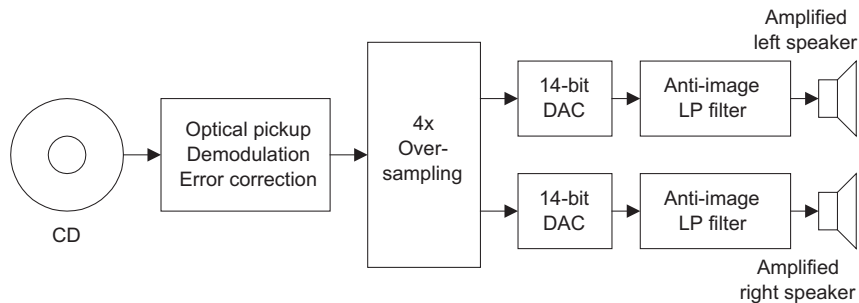 CD
Optical pickup
Demodulation
Error correction
4x
Over-
sampling
14-bit
DAC
Anti-image
LP filter
Amplified
left speaker
14-bit
DAC
Anti-image
LP filter
Amplified
right speaker